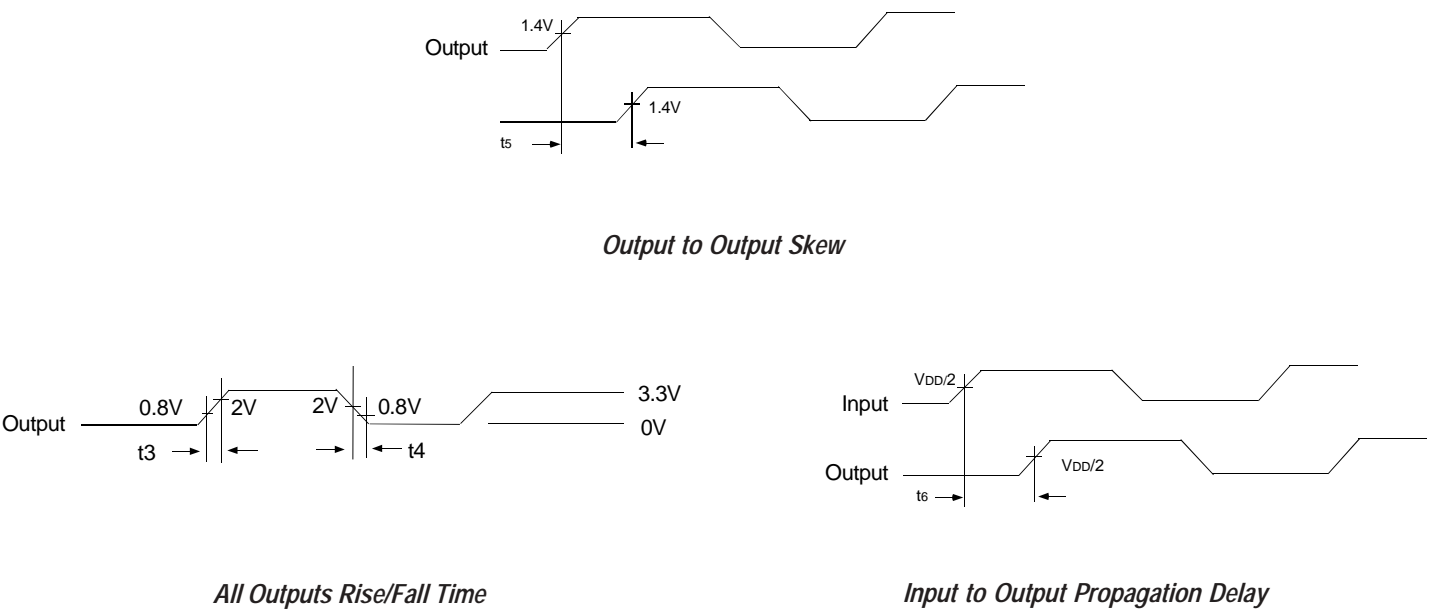 1.4V
Output
1.4V
t5
Output to Output Skew
0.8V
2V
2V
0.8V
3.3V
Output
0V
t3
t4
All Outputs Rise/Fall Time
VDD/2
Input
Output
VDD/2
t6
Input to Output Propagation Delay